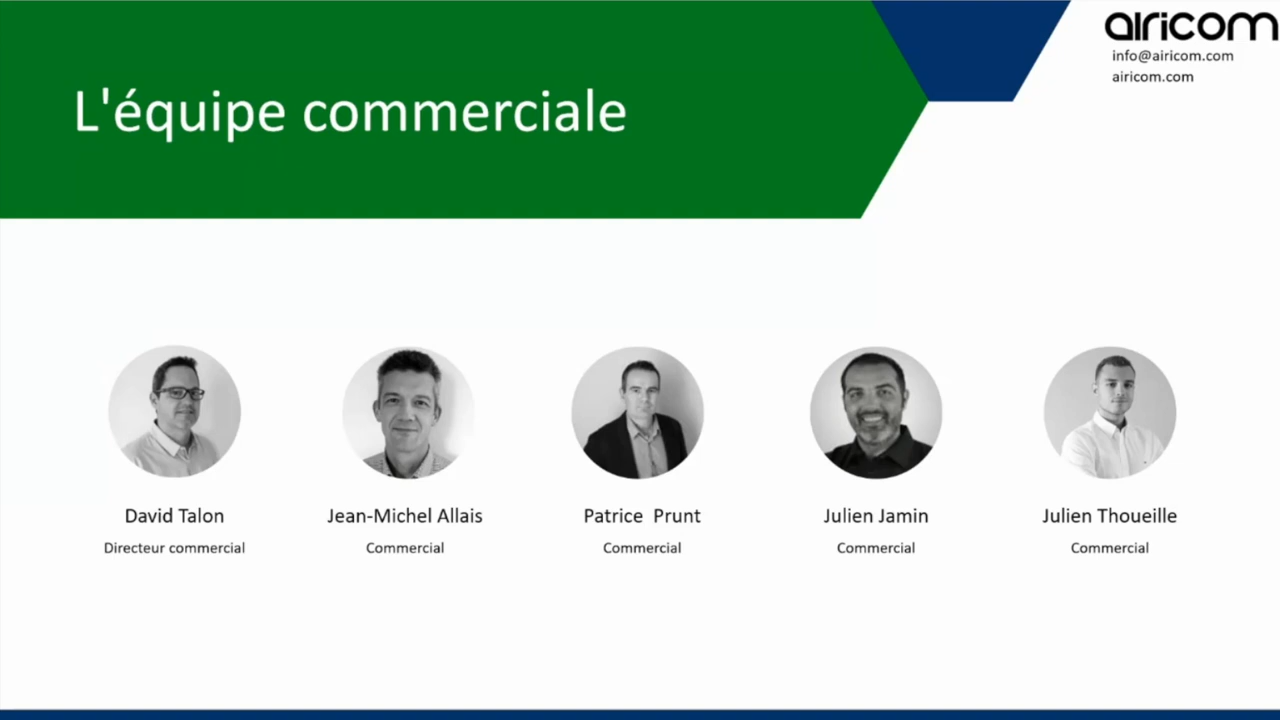 airicom
info@airicom.com
airicom.com
L'équipe commerciale
David Talon
Directeur commercial
Jean-Michel Allais
Commercial
Patrice Prunt
Commercial
Julien Jamin
Commercial
Julien Thoueille
Commercial